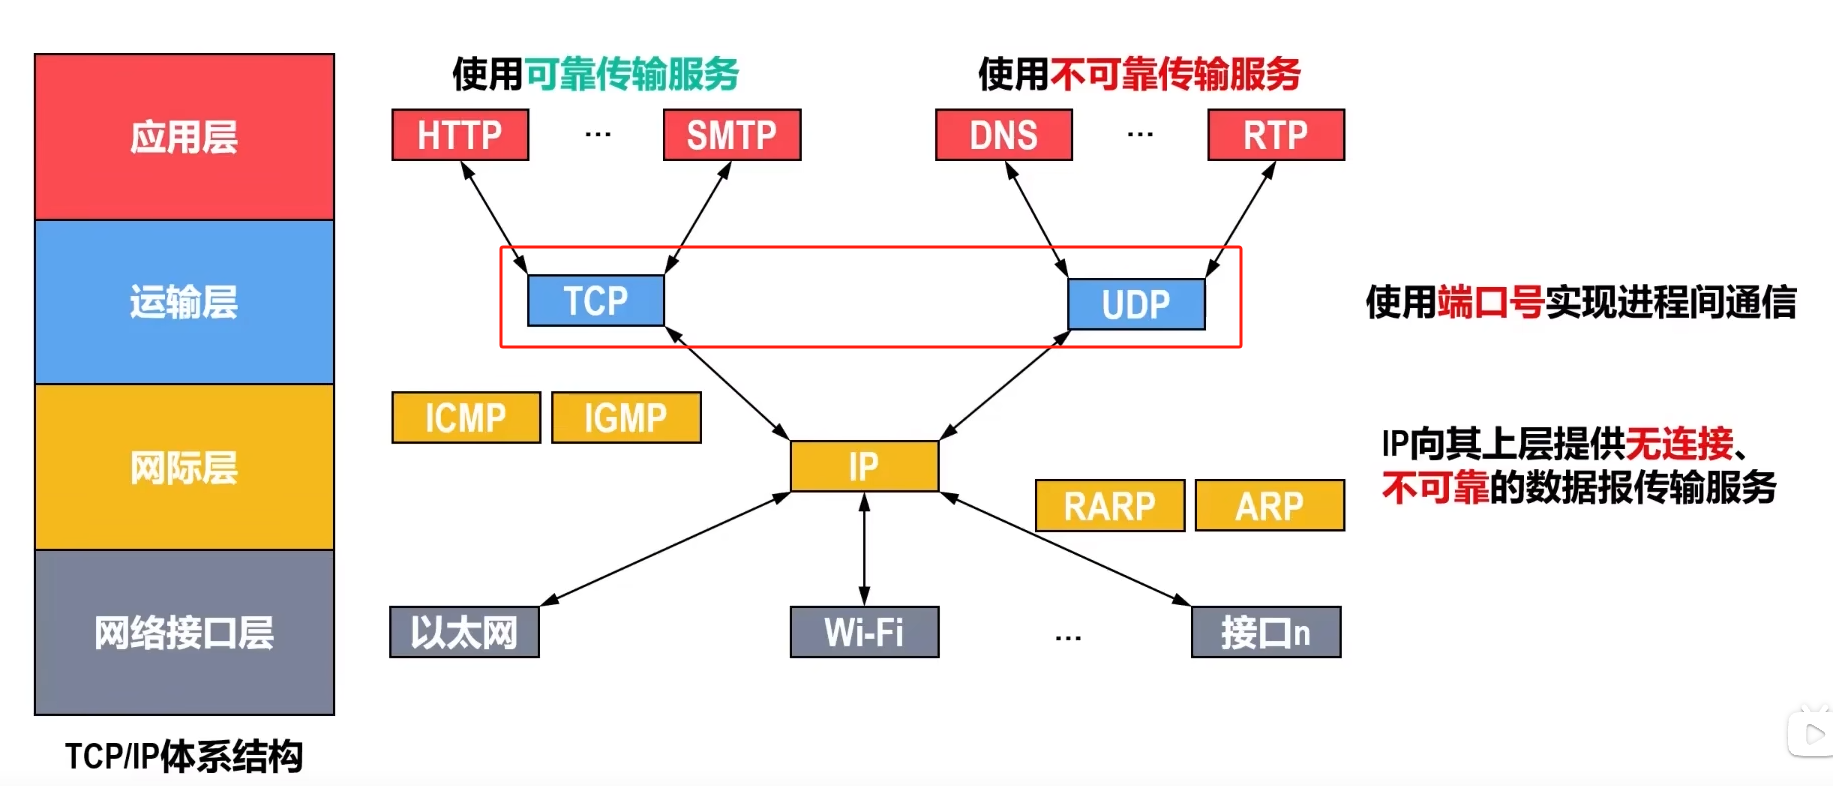 使用可靠传输服务
使用不可靠传输服务
应用层
HTTP
...
SMTP
DNS
...
RTP
运输层
TCP
UDP
使用端口号实现进程间通信
网际层
ICMP
IGMP
IP
RARP
ARP
IP向其上层提供无连接、
不可靠的数据报传输服务
网络接口层
以太网
Wi-Fi
...
接口n
TCP/IP体系结构